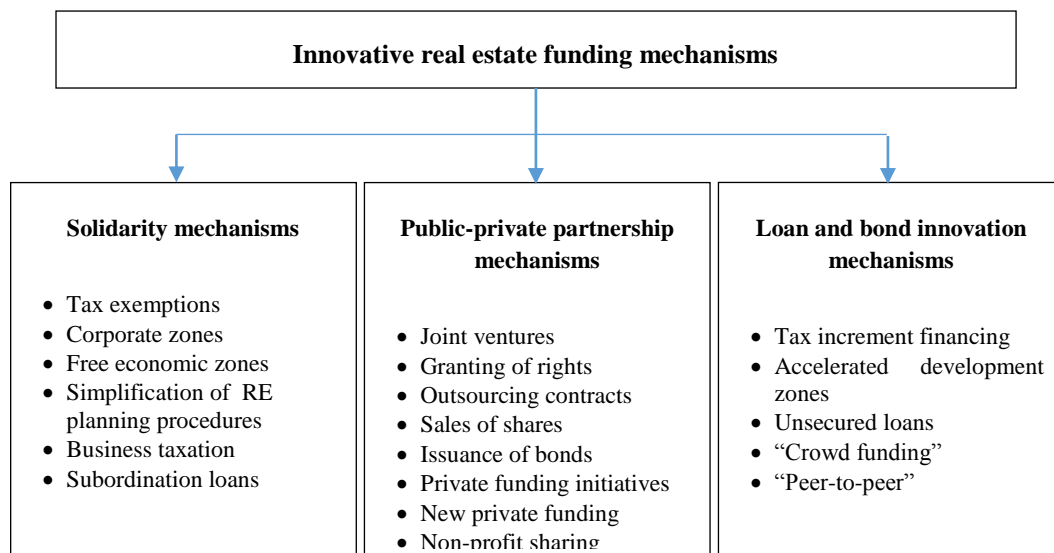 Innovative real estate funding mechanisms
Solidarity mechanisms
• Tax exemptions
• Corporate zones
• Free economic zones
• Simplification of RE
planning procedures
• Business taxation
• Subordination loans
Public-private partnership
mechanisms
• Joint ventures
• Granting of rights
• Outsourcing contracts
• Sales of shares
• Issuance of bonds
• Private funding initiatives
• New private funding
• Non-profit sharing
Loan and bond innovation
mechanisms
• Tax increment financing
• Accelerated development
zones
• Unsecured loans
• “Crowd funding”
• “Peer-to-peer”